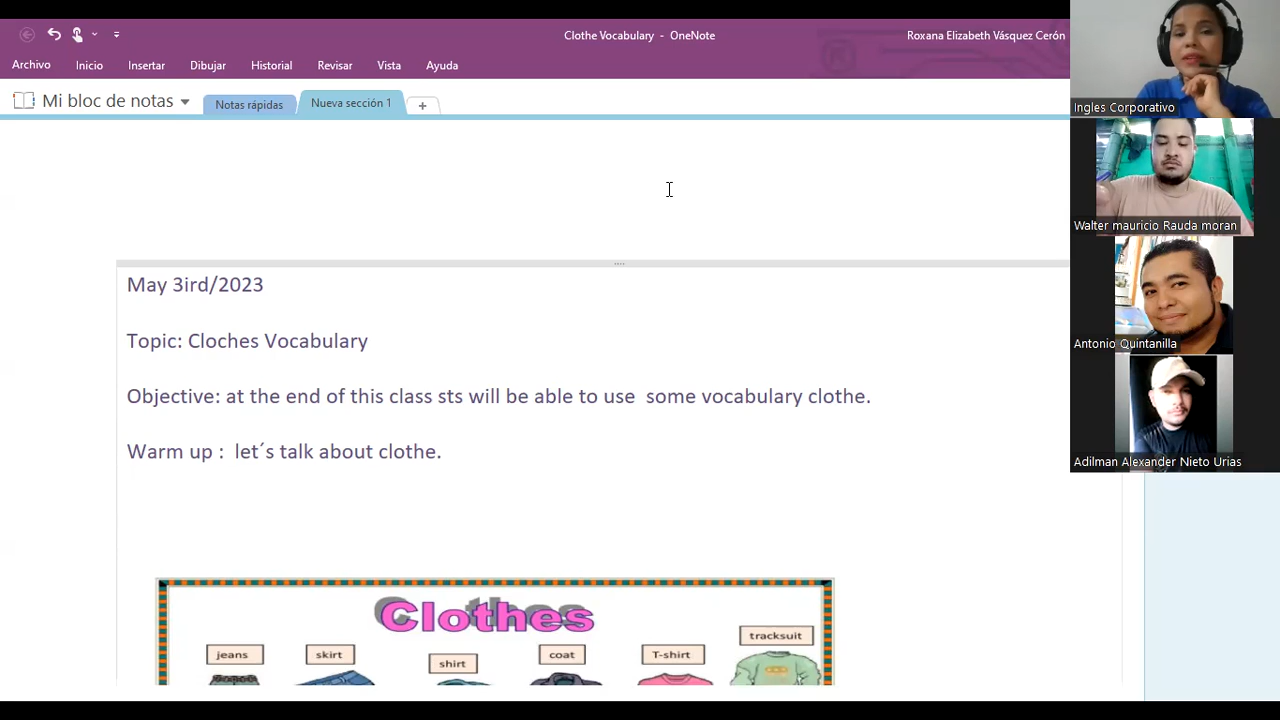 Clothe Vocabulary - OneNote
Roxana Elizabeth Vásquez Cerón
Archivo Inicio Insertar Dibujar Historial Revisar Vista Ayuda
Mi bloc de notas Notas rápidas Nueva sección 1 +
Ingles Corporativo
Walter mauricio Rauda moran
Antonio Quintanilla
Adilman Alexander Nieto Urias
May 3ird/2023
Topic: Cloches Vocabulary
Objective: at the end of this class sts will be able to use some vocabulary clothe.
Warm up : let´s talk about clothe.
Clothes
tracksuit
jeans skirt shirt coat T-shirt